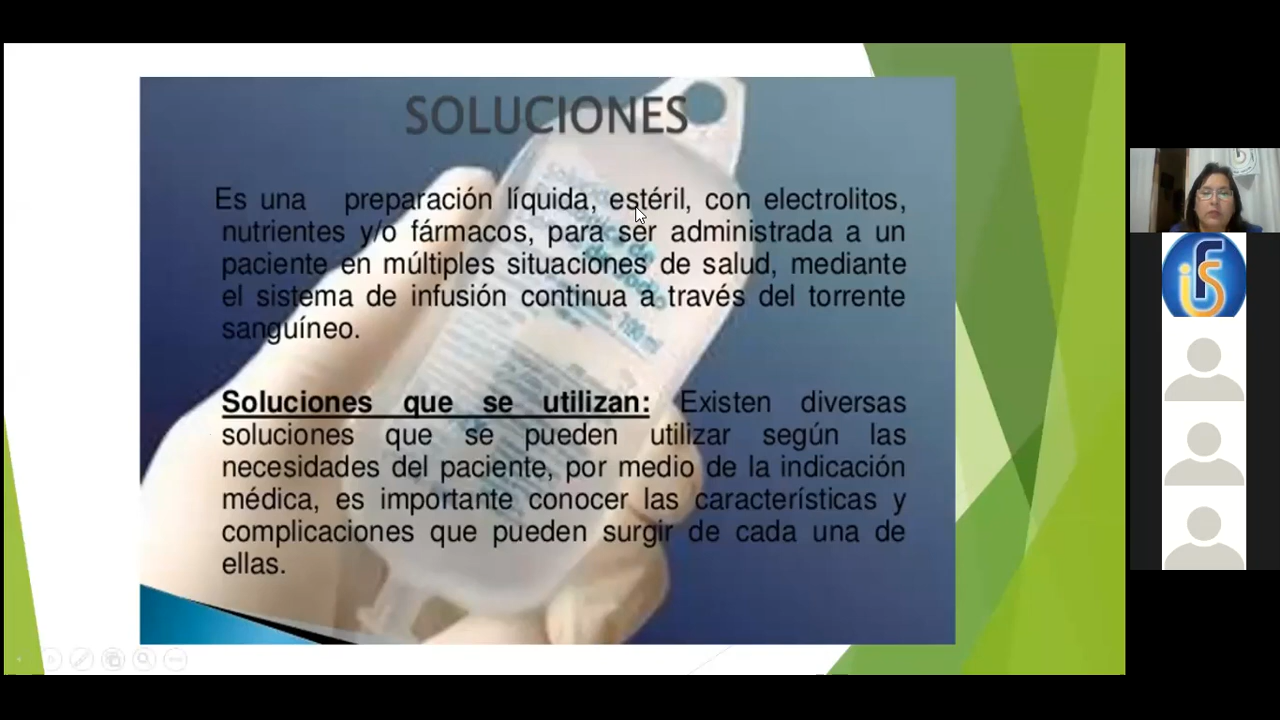 SOLUCIONES
Es una preparación líquida, estéril, con electrolitos,
nutrientes y/o fármacos, para ser administrada a un
paciente en múltiples situaciones de salud, mediante
el sistema de infusión continua a través del torrente
sanguíneo.
Soluciones que se utilizan: Existen diversas
soluciones que se pueden utilizar según las
necesidades del paciente, por medio de la indicación
médica, es importante conocer las características y
complicaciones que pueden surgir de cada una de
ellas.